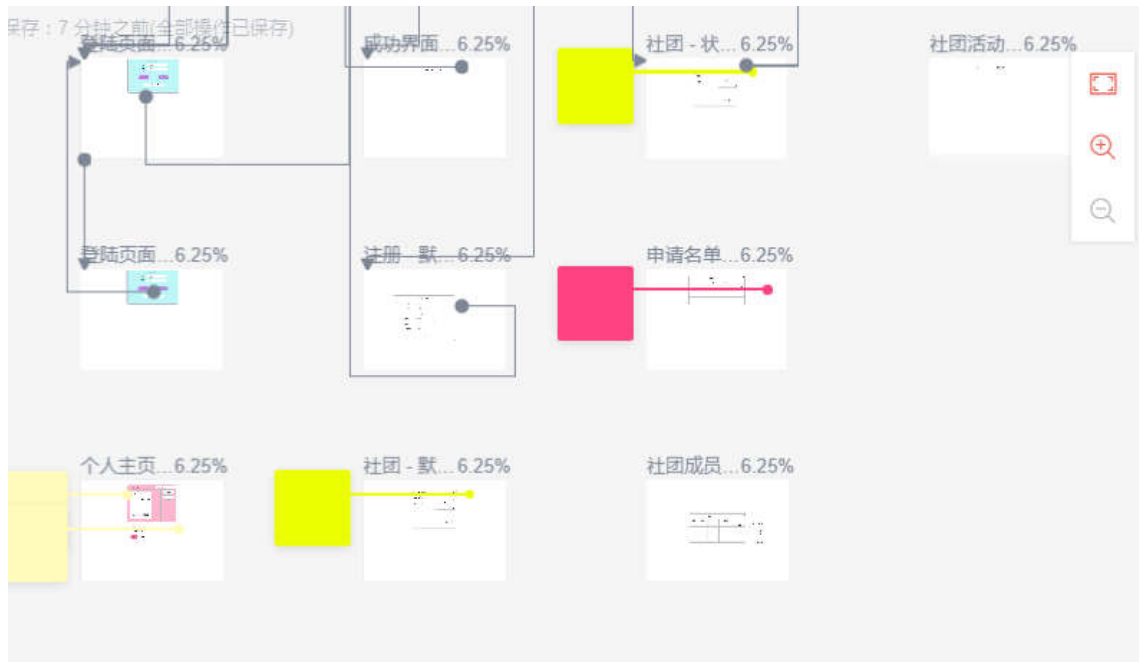 保存：7 分钟之前(全部操作已保存)
登陆页面...6.25%
成功界面...6.25%
社团 - 状...6.25%
社团活动...6.25%
登陆页面...6.25%
注册 - 默...6.25%
申请名单...6.25%
个人主页...6.25%
社团 - 默...6.25%
社团成员...6.25%